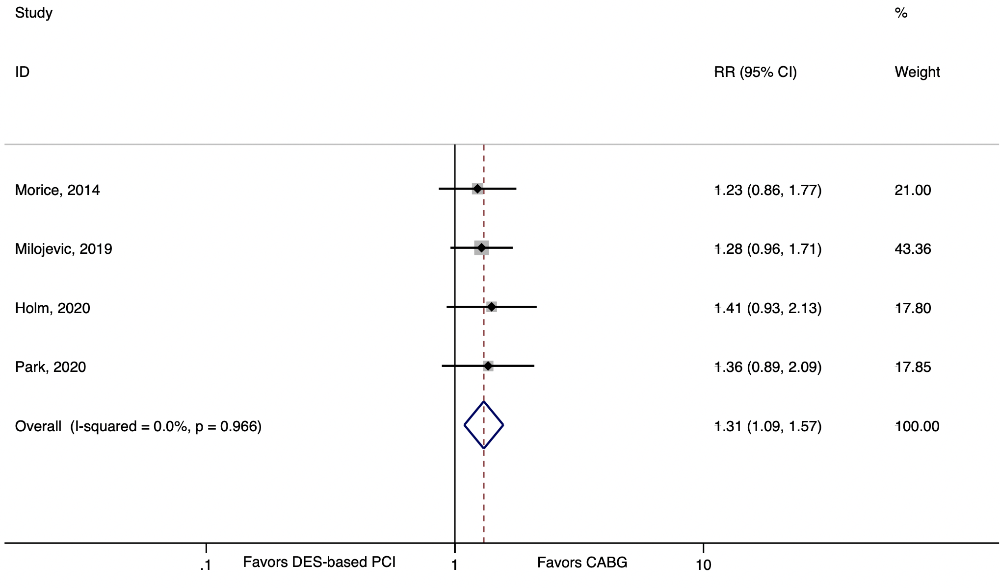 Study %
ID RR (95% CI) Weight
Morice, 2014 1.23 (0.86, 1.77) 21.00
Milojevic, 2019 1.28 (0.96, 1.71) 43.36
Holm, 2020 1.41 (0.93, 2.13) 17.80
Park, 2020 1.36 (0.89, 2.09) 17.85
Overall (I-squared = 0.0%, p = 0.966) 1.31 (1.09, 1.57) 100.00
Favors DES-based PCI Favors CABG
.1 1 10